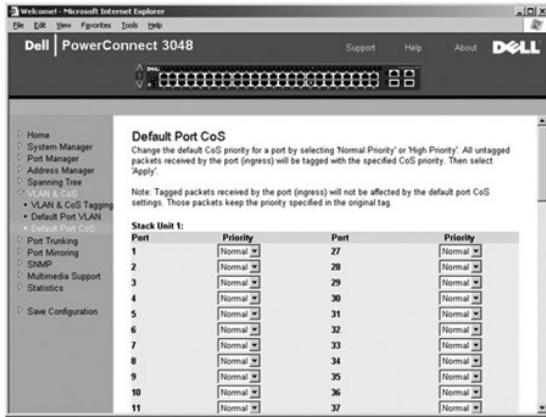 Welcome! - Microsoft Internet Explorer
File Edit View Favorites Tools Help
Dell | PowerConnect 3048
Support Help About DELL
Home
System Manager
Port Manager
Address Manager
Spanning Tree
VLAN & CoS
VLAN & CoS Tagging
Default Port VLAN
Default Port CoS
Port Trunking
Port Mirroring
SNMP
Multimedia Support
Statistics
Save Configuration
Default Port CoS
Change the default CoS priority for a port by selecting 'Normal Priority' or 'High Priority'. All untagged
packets received by the port (ingress) will be tagged with the specified CoS priority. Then select
'Apply'.
Note: Tagged packets received by the port (ingress) will not be affected by the default port CoS
settings. Those packets keep the priority specified in the original tag.
Stack Unit 1:
Port Priority Port Priority
1 Normal 27 Normal
2 Normal 28 Normal
3 Normal 29 Normal
4 Normal 30 Normal
5 Normal 31 Normal
6 Normal 32 Normal
7 Normal 33 Normal
8 Normal 34 Normal
9 Normal 35 Normal
10 Normal 36 Normal
11 Normal 37 Normal